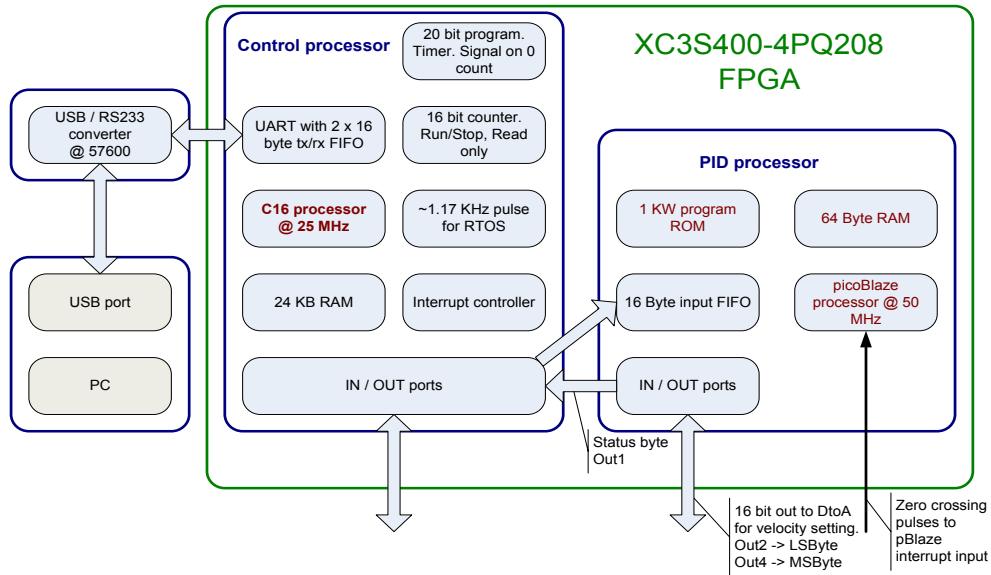 XC3S400-4PQ208
FPGA
Control processor
20 bit program.
Timer. Signal on 0
count
USB / RS233
converter
@ 57600
UART with 2 x 16
byte tx/rx FIFO
16 bit counter.
Run/Stop, Read
only
PID processor
C16 processor
@ 25 MHz
~1.17 KHz pulse
for RTOS
1 KW program
ROM
64 Byte RAM
USB port
24 KB RAM
Interrupt controller
16 Byte input FIFO
picoBlaze
processor @ 50
MHz
PC
IN / OUT ports
IN / OUT ports
Status byte
Out1
16 bit out to DtoA
for velocity setting.
Out2 -> LSByte
Out4 -> MSByte
Zero crossing
pulses to
pBlaze
interrupt input